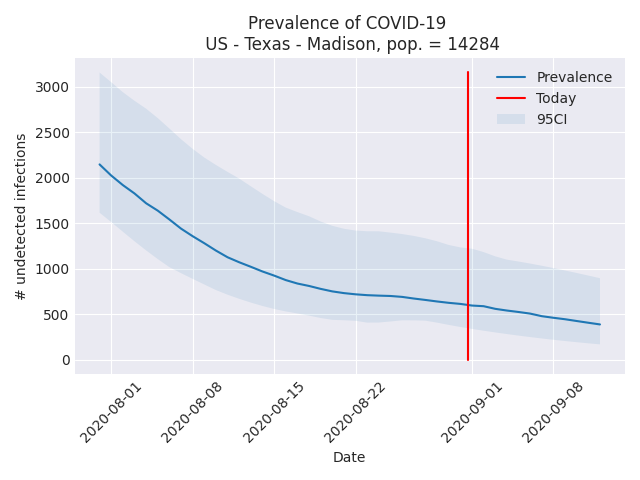 Prevalence of COVID-19
US - Texas - Madison, pop. = 14284
Prevalence
Today
95CI
3000
2500
2000
1500
1000
500
0
# undetected infections
2020-08-01
2020-08-08
2020-08-15
2020-08-22
2020-09-01
2020-09-08
Date